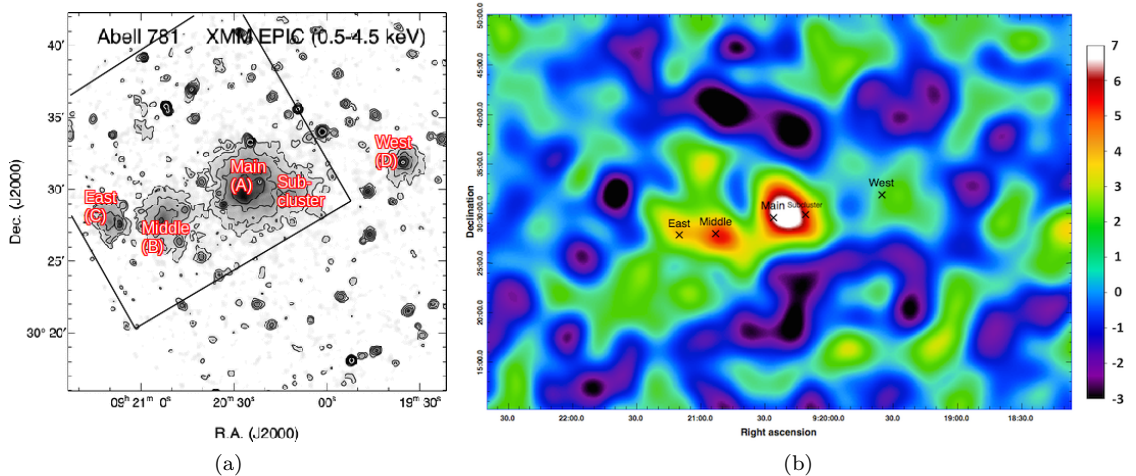 Abell 781 XMM EPIC (0.5-4.5 keV)
40'
35'
30'
25'
30° 20'
Dec. (J2000)
East
(C)
Middle
(B)
Main
(A)
Sub-
cluster
West
(D)
09ʰ 21ᵐ 0ˢ
20ᵐ 30ˢ
00ˢ
19ᵐ 30ˢ
R.A. (J2000)
(a)
50:00.0
45:00.0
40:00.0
35:00.0
30:00.0
25:00.0
20:00.0
15:00.0
Declination
East
Middle
Main
Subcluster
West
30.0
22:00.0
30.0
21:00.0
30.0
9:20:00.0
30.0
19:00.0
18:30.0
Right ascension
7
6
5
4
3
2
1
0
-1
-2
-3
(b)